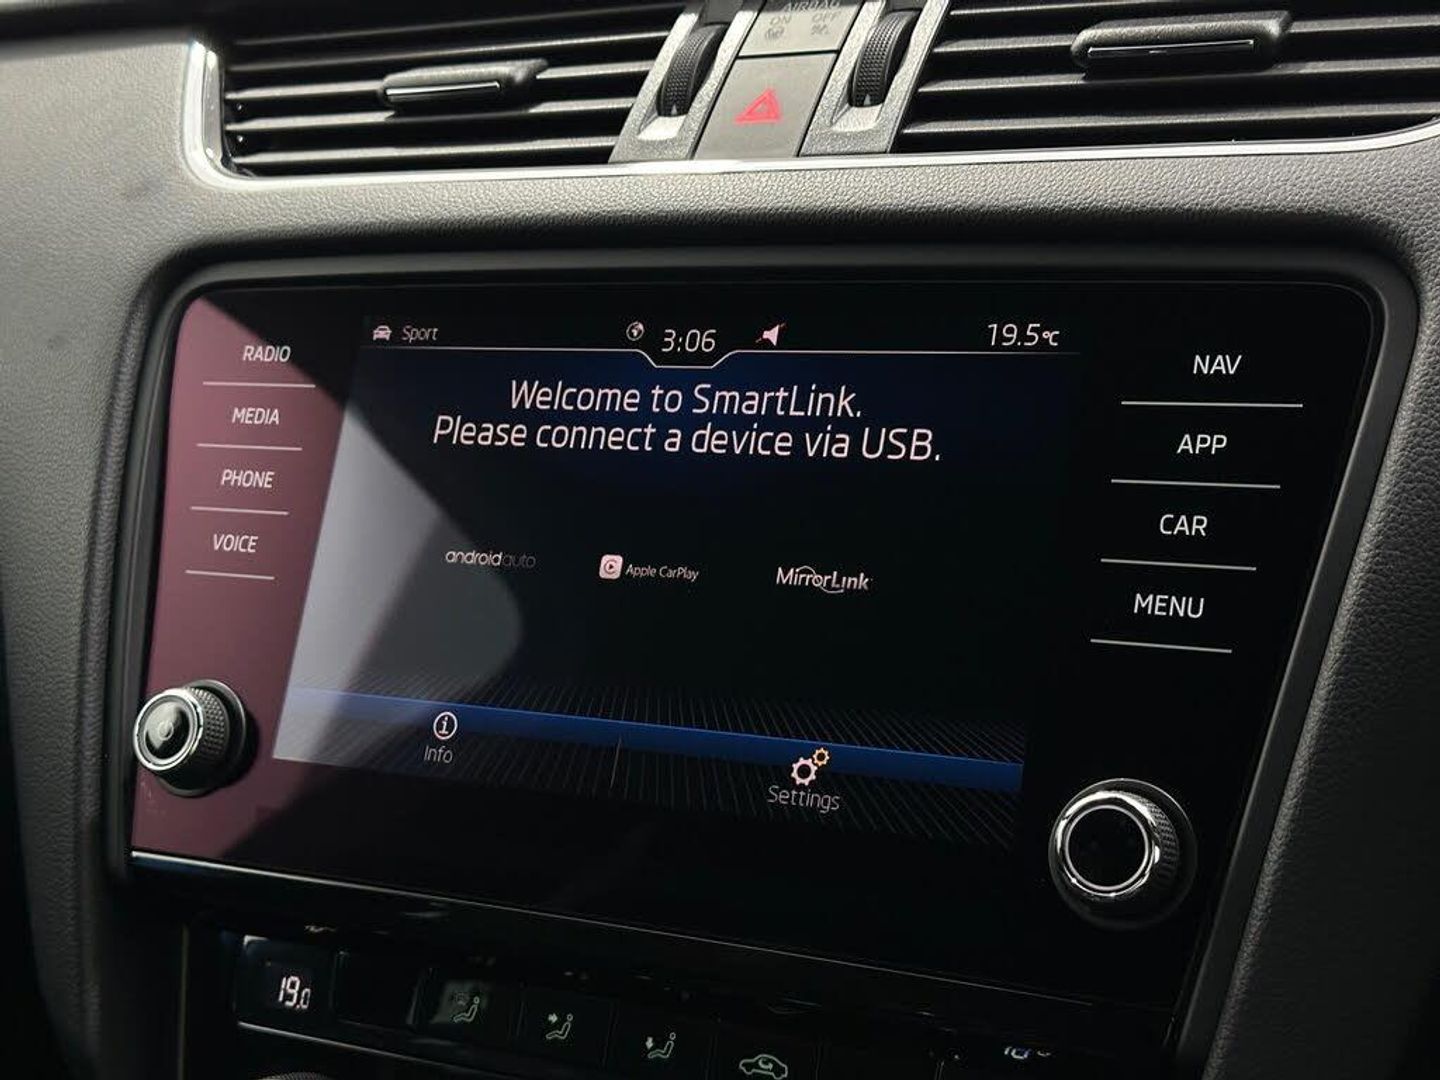 AIRBAG
ON OFF
Sport
3:06
19.5°C
RADIO
MEDIA
PHONE
VOICE
Welcome to SmartLink.
Please connect a device via USB.
androidauto
Apple CarPlay
MirrorLink
Info
Settings
NAV
APP
CAR
MENU
19.0